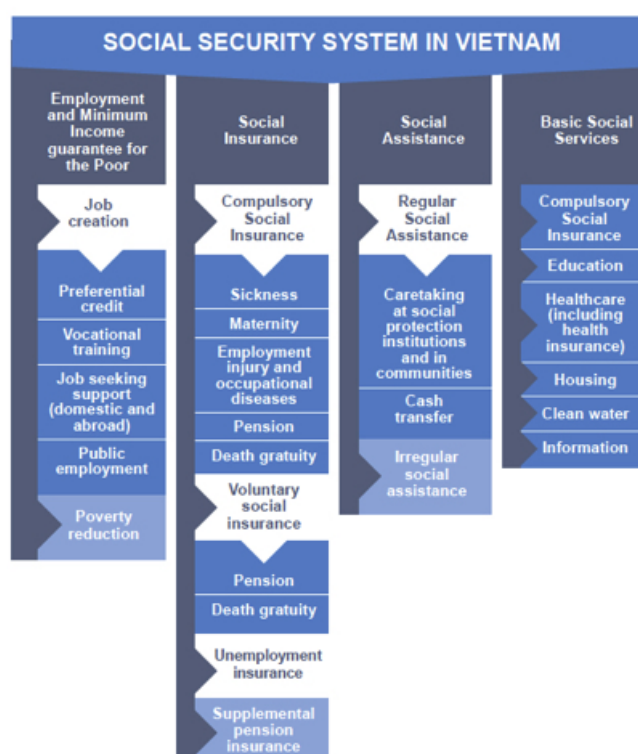 SOCIAL SECURITY SYSTEM IN VIETNAM
Employment
and Minimum
Income
guarantee for
the Poor
Job
creation
Preferential
credit
Vocational
training
Job seeking
support
(domestic and
abroad)
Public
employment
Poverty
reduction
Social
Insurance
Compulsory
Social
Insurance
Sickness
Maternity
Employment
injury and
occupational
diseases
Pension
Death gratuity
Voluntary
social
insurance
Pension
Death gratuity
Unemployment
insurance
Supplemental
pension
insurance
Social
Assistance
Regular
Social
Assistance
Caretaking
at social
protection
institutions
and in
communities
Cash
transfer
Irregular
social
assistance
Basic Social
Services
Compulsory
Social
Insurance
Education
Healthcare
(including
health
insurance)
Housing
Clean water
Information